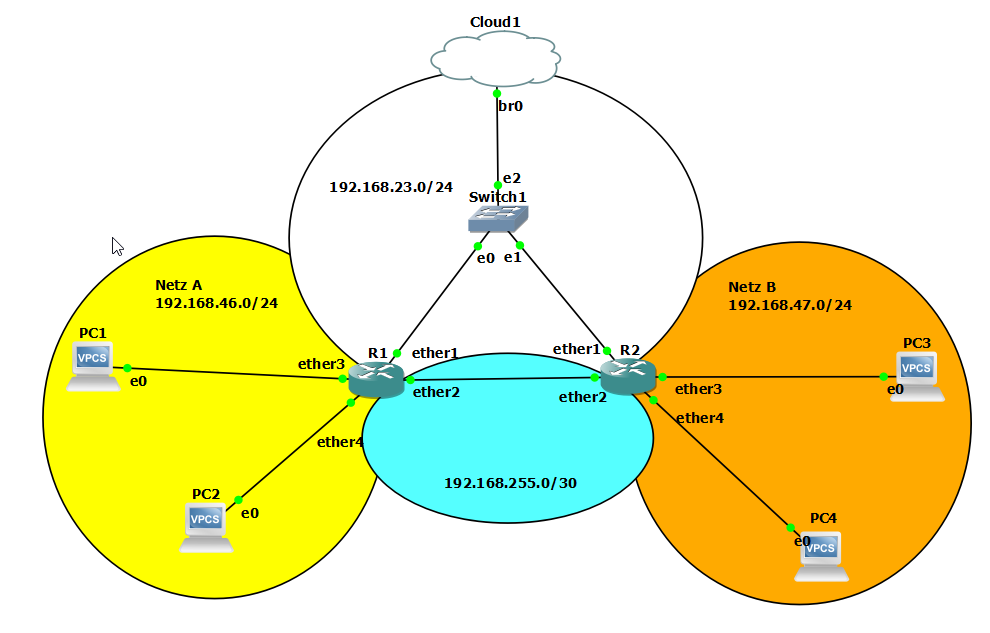 Cloud1
br0
192.168.23.0/24
e2
Switch1
e0
e1
Netz A
192.168.46.0/24
Netz B
192.168.47.0/24
PC1
VPCS
e0
ether3
R1
ether1
ether2
ether4
ether1
R2
ether2
ether3
ether4
PC3
VPCS
e0
192.168.255.0/30
PC2
VPCS
e0
PC4
VPCS
e0